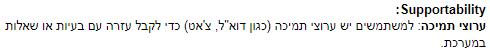 Supportability:
ערוצי תמיכה: למשתמשים יש ערוצי תמיכה (כגון דוא"ל, צ'אט) כדי לקבל עזרה עם בעיות או שאלות
במערכת.